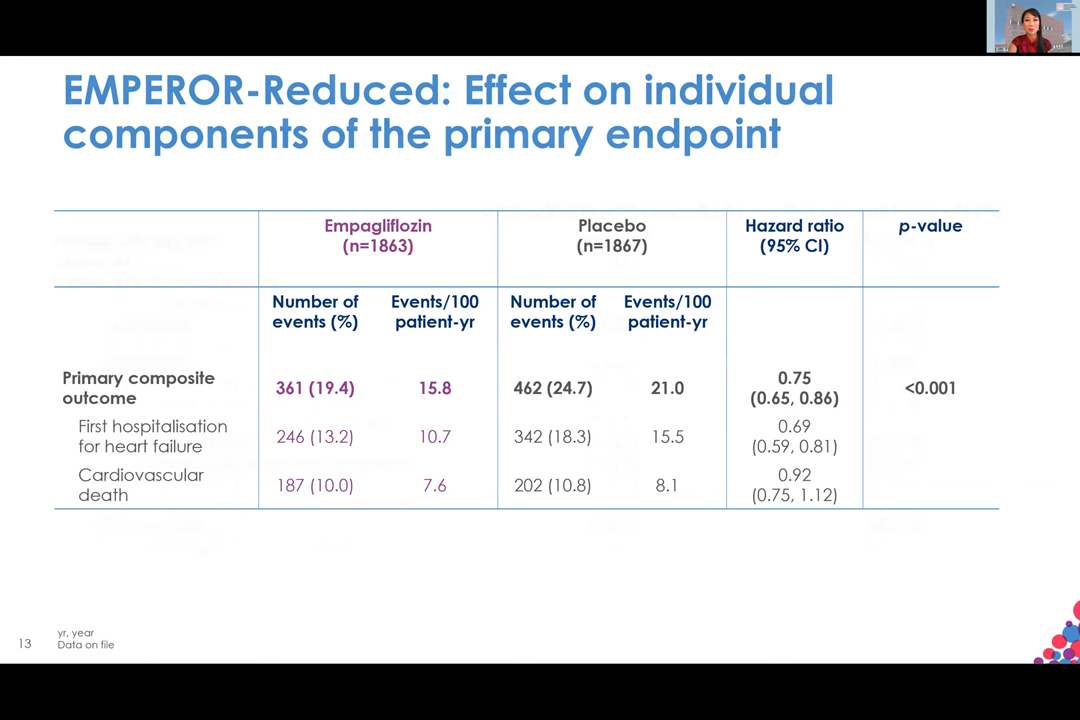 EMPEROR-Reduced: Effect on individual
components of the primary endpoint
Empagliflozin
(n=1863)
Placebo
(n=1867)
Hazard ratio
(95% CI)
p-value
Number of
events (%)
Events/100
patient-yr
Number of
events (%)
Events/100
patient-yr
Primary composite
outcome
361 (19.4)
15.8
462 (24.7)
21.0
0.75
(0.65, 0.86)
<0.001
First hospitalisation
for heart failure
246 (13.2)
10.7
342 (18.3)
15.5
0.69
(0.59, 0.81)
Cardiovascular
death
187 (10.0)
7.6
202 (10.8)
8.1
0.92
(0.75, 1.12)
13
yr, year
Data on file